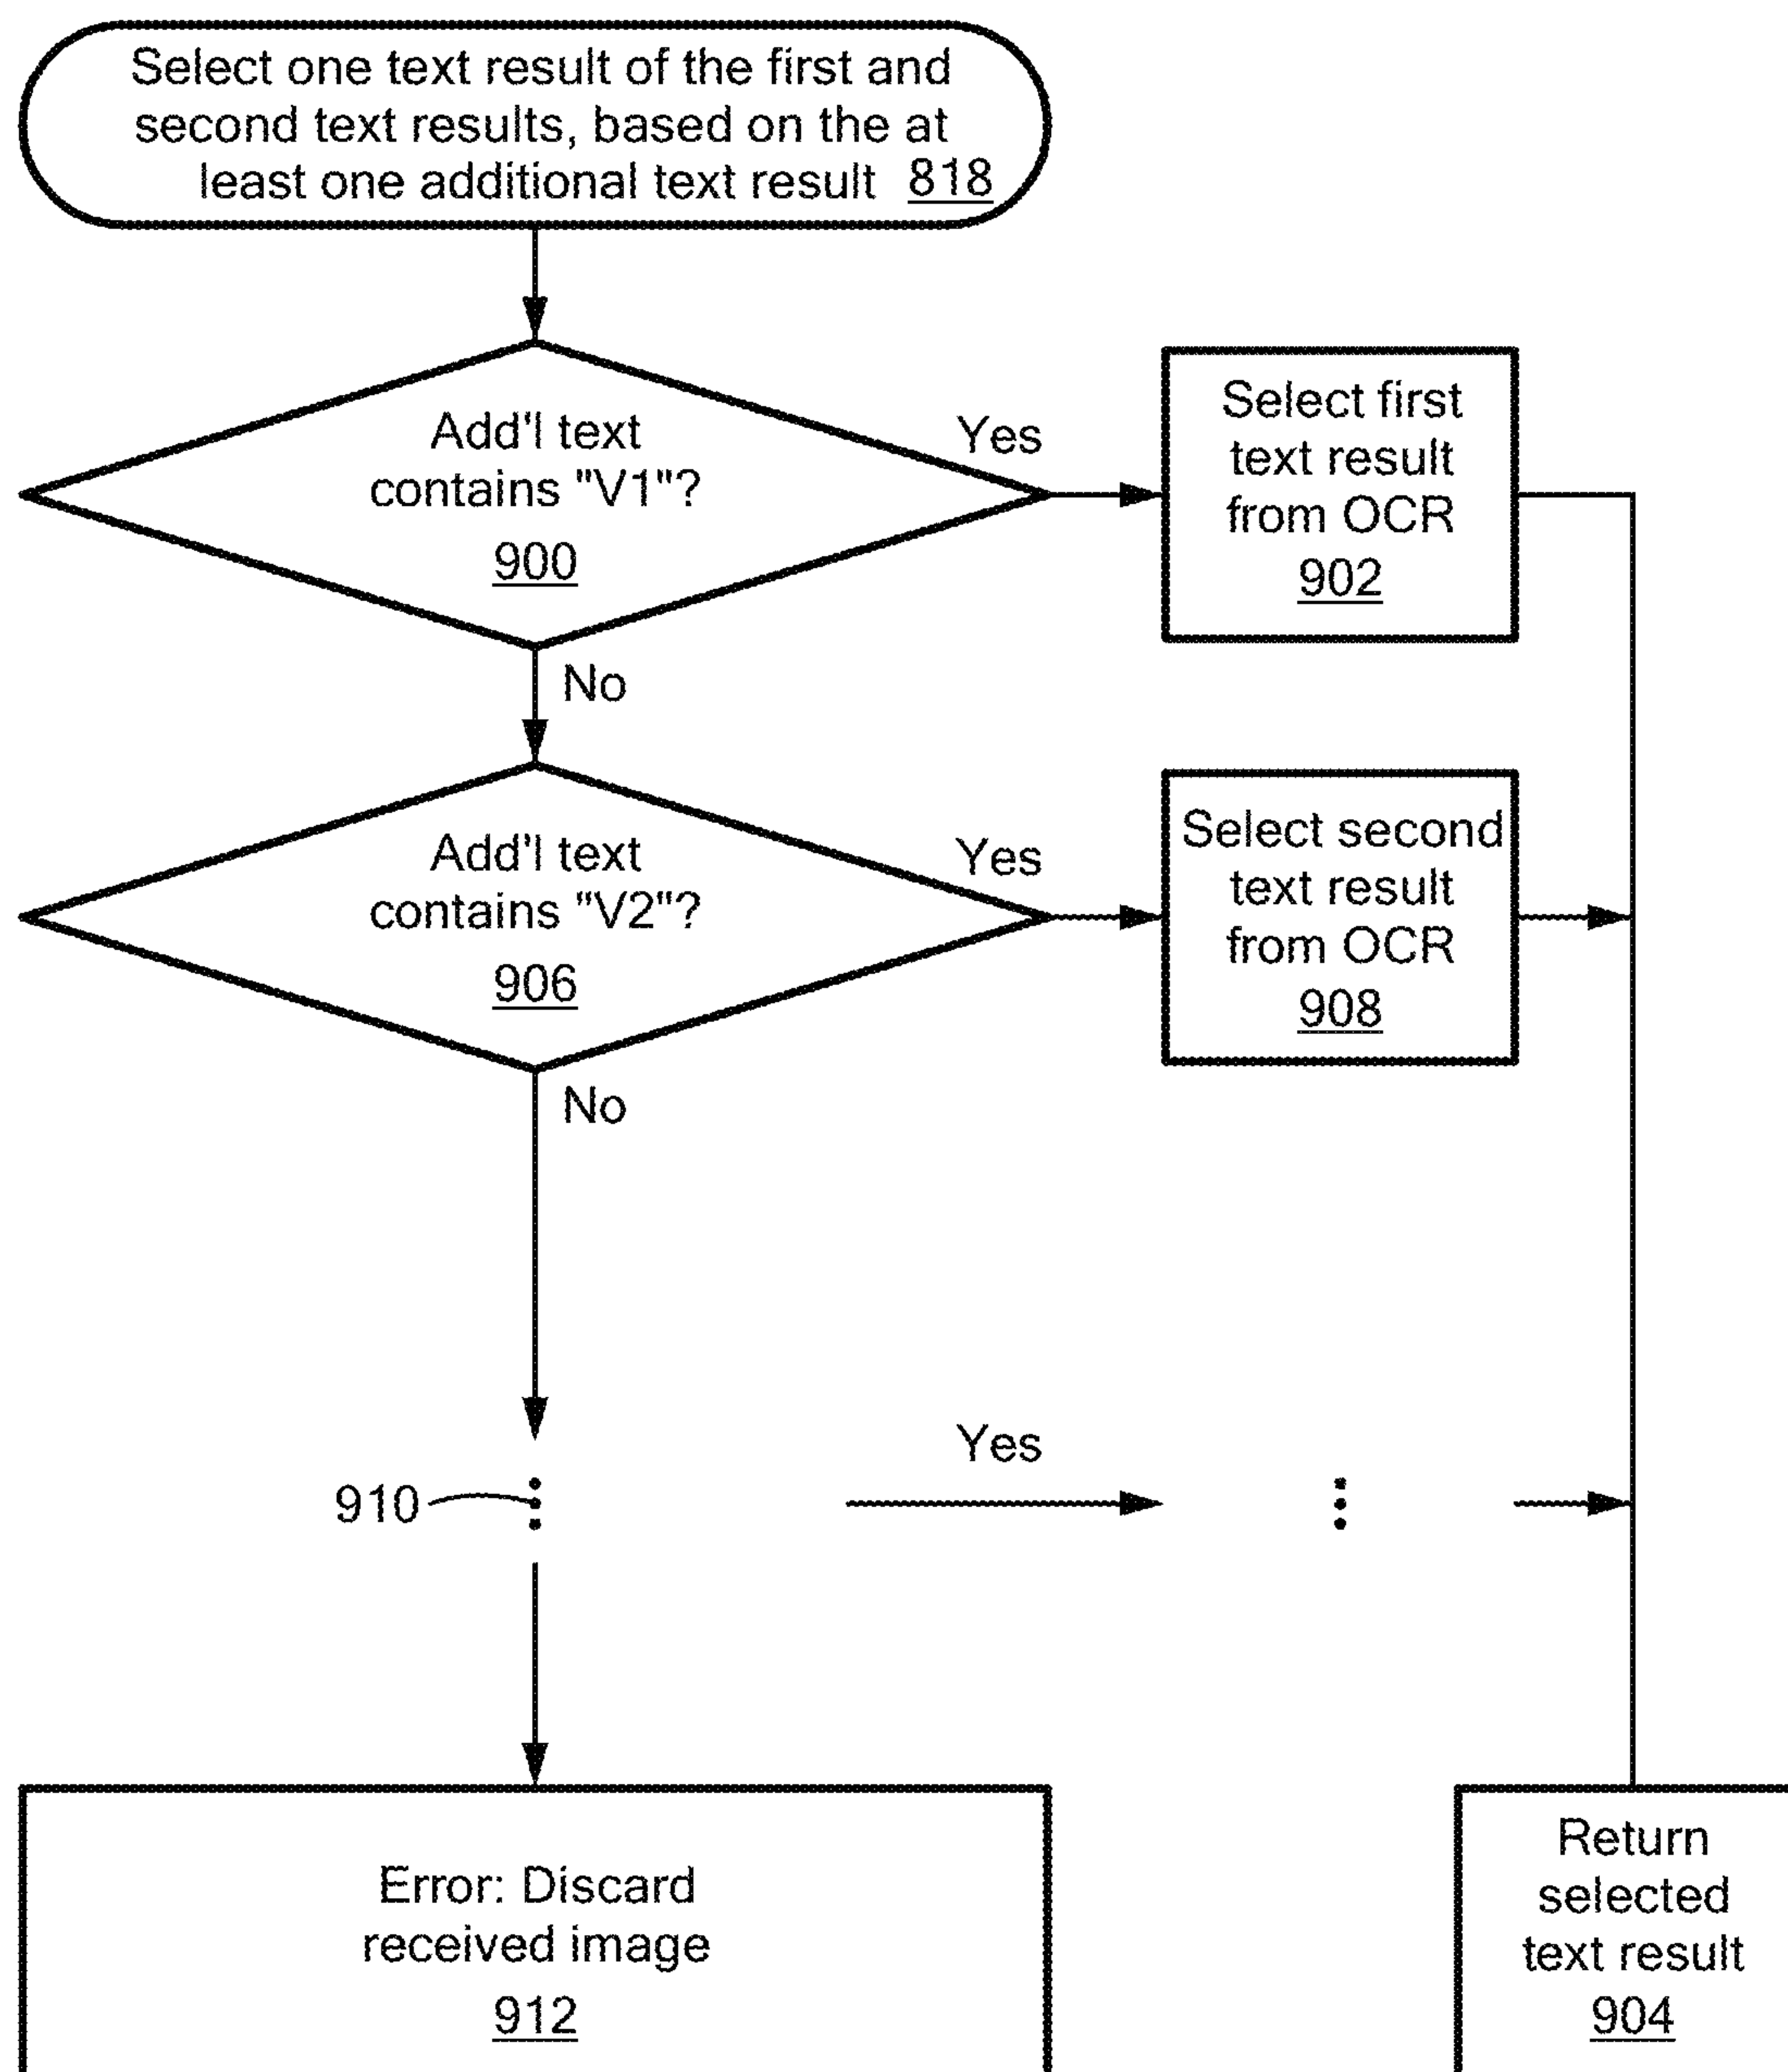 Select one text result of the first and
second text results, based on the at
least one additional text result 818
Add'l text
contains "V1"?
900
Yes
Select first
text result
from OCR
902
No
Add'l text
contains "V2"?
906
Yes
Select second
text result
from OCR
908
No
910
Yes
Error: Discard
received image
912
Return
selected
text result
904